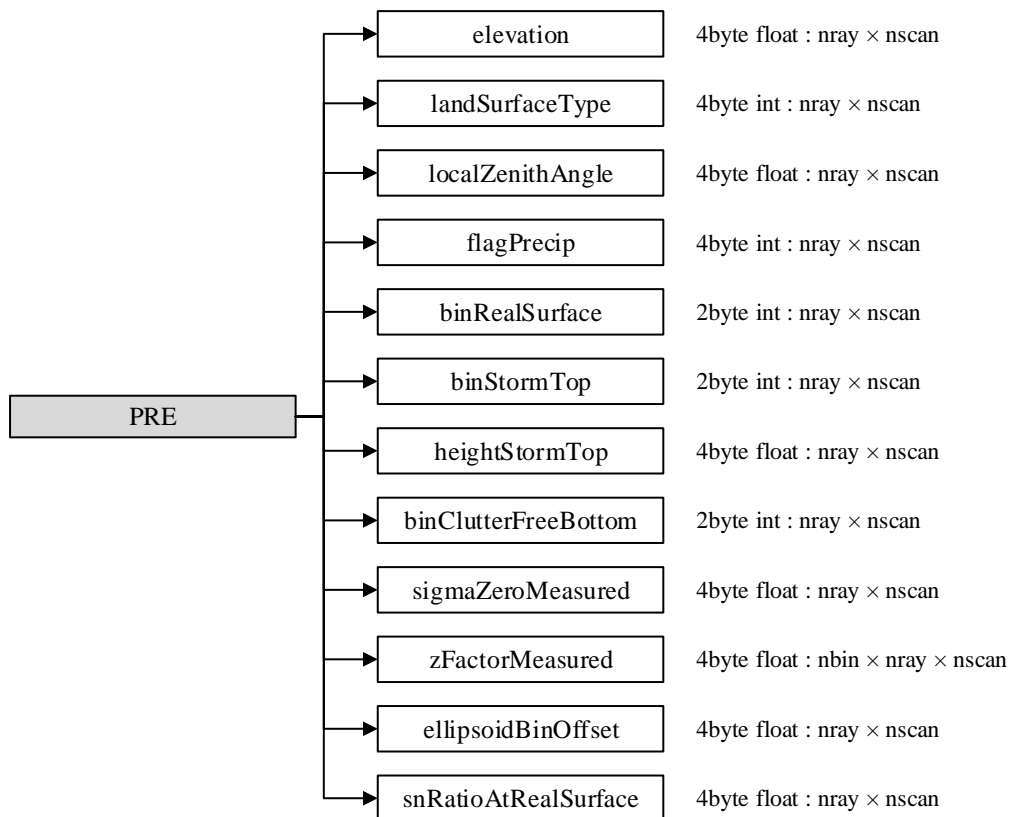 elevation 4byte float : nray × nscan
landSurfaceType 4byte int : nray × nscan
localZenithAngle 4byte float : nray × nscan
flagPrecip 4byte int : nray × nscan
binRealSurface 2byte int : nray × nscan
binStormTop 2byte int : nray × nscan
PRE
heightStormTop 4byte float : nray × nscan
binClutterFreeBottom 2byte int : nray × nscan
sigmaZeroMeasured 4byte float : nray × nscan
zFactorMeasured 4byte float : nbin × nray × nscan
ellipsoidBinOffset 4byte float : nray × nscan
snRatioAtRealSurface 4byte float : nray × nscan